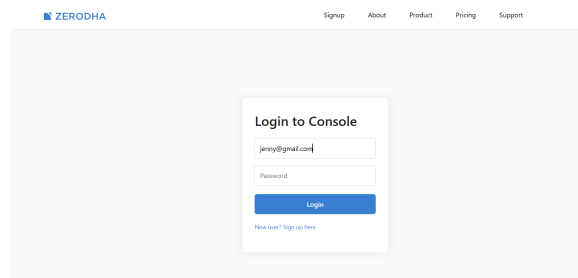 ZERODHA
Signup About Product Pricing Support
Login to Console
jenny@gmail.com
Password
Login
New user? Sign up here